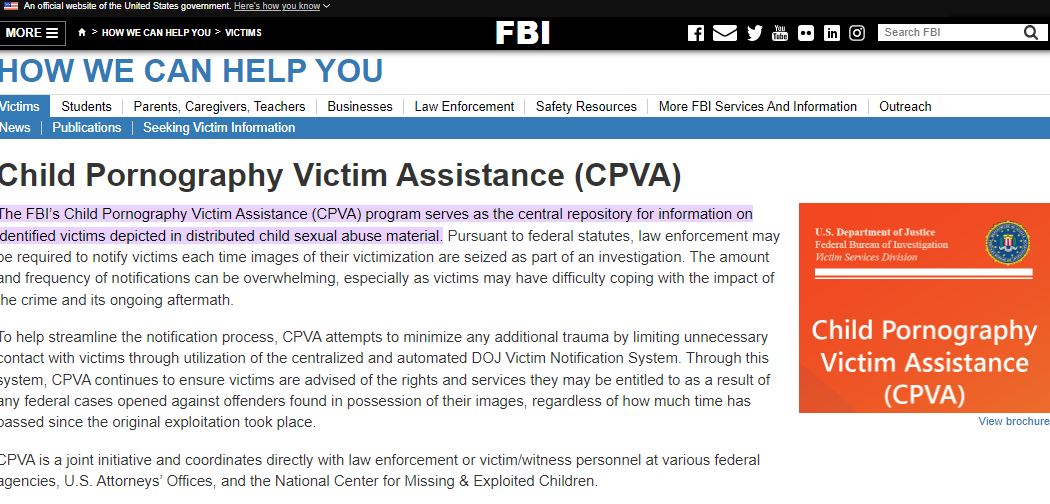 An official website of the United States government. Here's how you know
MORE
> HOW WE CAN HELP YOU > VICTIMS
FBI
You Tube
in
Search FBI
HOW WE CAN HELP YOU
Victims
Students
Parents, Caregivers, Teachers
Businesses
Law Enforcement
Safety Resources
More FBI Services And Information
Outreach
News
Publications
Seeking Victim Information
Child Pornography Victim Assistance (CPVA)
The FBI's Child Pornography Victim Assistance (CPVA) program serves as the central repository for information on
identified victims depicted in distributed child sexual abuse material. Pursuant to federal statutes, law enforcement may
be required to notify victims each time images of their victimization are seized as part of an investigation. The amount
and frequency of notifications can be overwhelming, especially as victims may have difficulty coping with the impact of
the crime and its ongoing aftermath.
To help streamline the notification process, CPVA attempts to minimize any additional trauma by limiting unnecessary
contact with victims through utilization of the centralized and automated DOJ Victim Notification System. Through this
system, CPVA continues to ensure victims are advised of the rights and services they may be entitled to as a result of
any federal cases opened against offenders found in possession of their images, regardless of how much time has
passed since the original exploitation took place.
CPVA is a joint initiative and coordinates directly with law enforcement or victim/witness personnel at various federal
agencies, U.S. Attorneys' Offices, and the National Center for Missing & Exploited Children.
U.S. Department of Justice
Federal Bureau of Investigation
Victim Services Division
Child Pornography
Victim Assistance
(CPVA)
View brochure